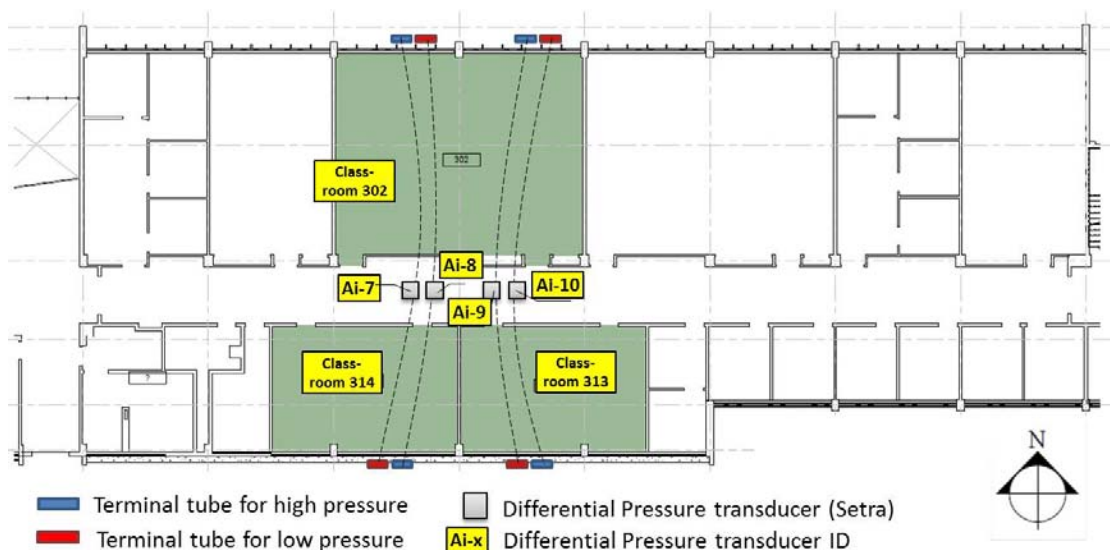 302
Class-
room 302
Ai-8
Ai-7
Ai-10
Ai-9
Class-
room 314
Class-
room 313
?
N
Terminal tube for high pressure
Differential Pressure transducer (Setra)
Terminal tube for low pressure
Ai-x
Differential Pressure transducer ID